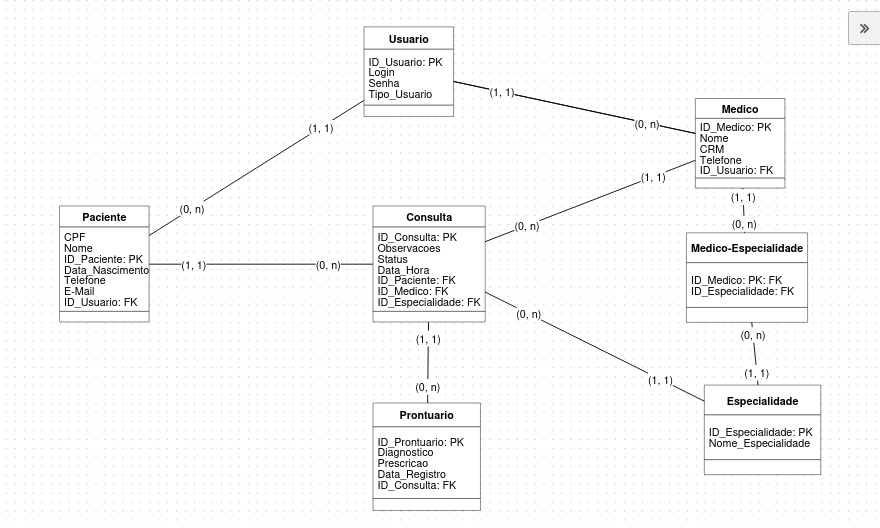 Usuario
ID_Usuario: PK
Login
Senha
Tipo_Usuario
(1, 1)
(0, n)
(1, 1)
(0, n)
Medico
ID_Medico: PK
Nome
CRM
Telefone
ID_Usuario: FK
Paciente
CPF
Nome
ID_Paciente: PK
Data_Nascimento
Telefone
E-Mail
ID_Usuario: FK
(1, 1)
(0, n)
Consulta
ID_Consulta: PK
Observacoes
Status
Data_Hora
ID_Paciente: FK
ID_Medico: FK
ID_Especialidade: FK
(0, n)
(1, 1)
(1, 1)
(0, n)
Medico-Especialidade
ID_Medico: PK: FK
ID_Especialidade: FK
(0, n)
(1, 1)
(0, n)
(1, 1)
Especialidade
ID_Especialidade: PK
Nome_Especialidade
(1, 1)
(0, n)
Prontuario
ID_Prontuario: PK
Diagnostico
Prescricao
Data_Registro
ID_Consulta: FK